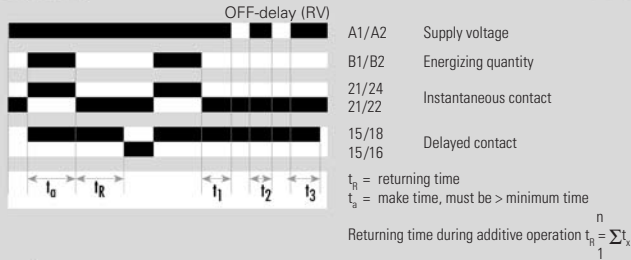 OFF-delay (RV)
A1/A2 Supply voltage
B1/B2 Energizing quantity
21/24
21/22 Instantaneous contact
15/18
15/16 Delayed contact
ta tR t1 t2 t3
tR = returning time
ta = make time, must be > minimum time
n
Returning time during additive operation tR = Σtx
1